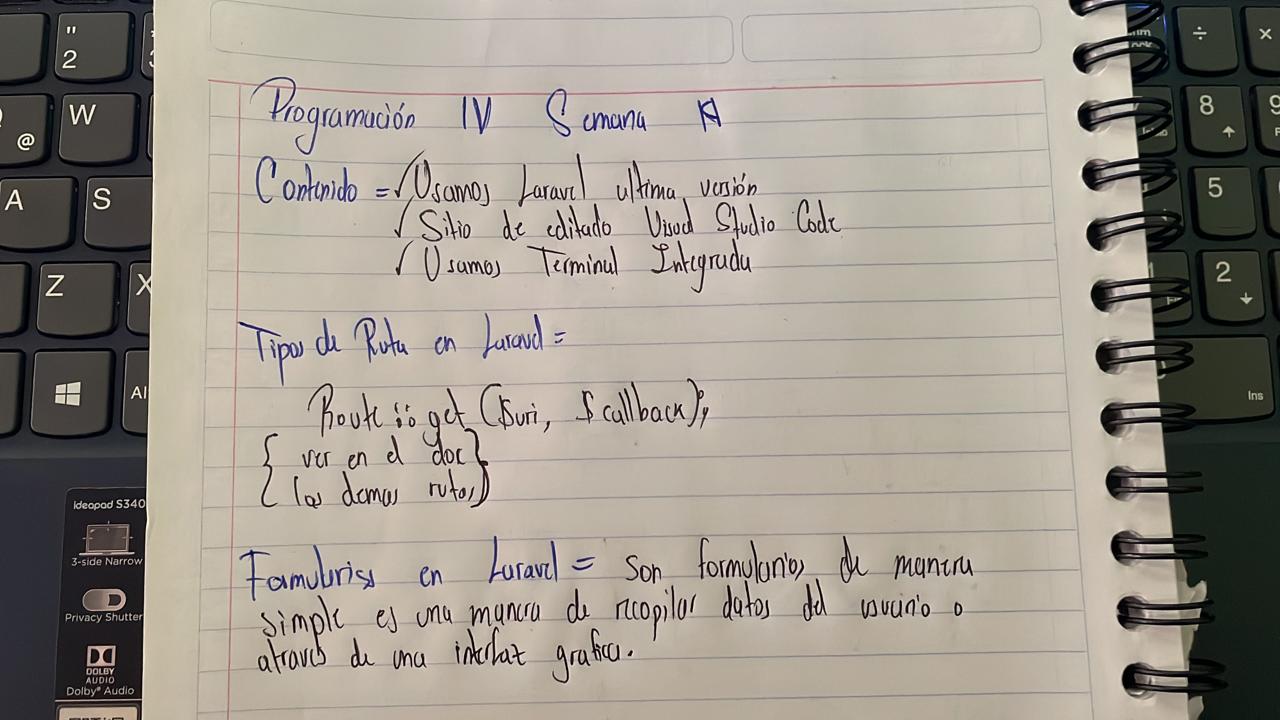 Programación IV Semana
Contenido = ✓ Usamos Laravel ultima versión
✓ Sitio de editado Visual Studio Code
✓ Usamos Terminal Integrada
Tipos de Ruta en Laravel =
Route :: get ($uri, $callback);
{ ver en el doc }
{ las demas rutas }
Formularios en Laravel = Son formularios de manera
simple es una manera de recopilar datos del usuario o
através de una interfaz grafica.
"
2
W
@
A
S
Z
X
Al
ideapad S340
3-side Narrow
Privacy Shutter
DOLBY
AUDIO
Dolby® Audio
÷
×
8
9
5
2
Ins